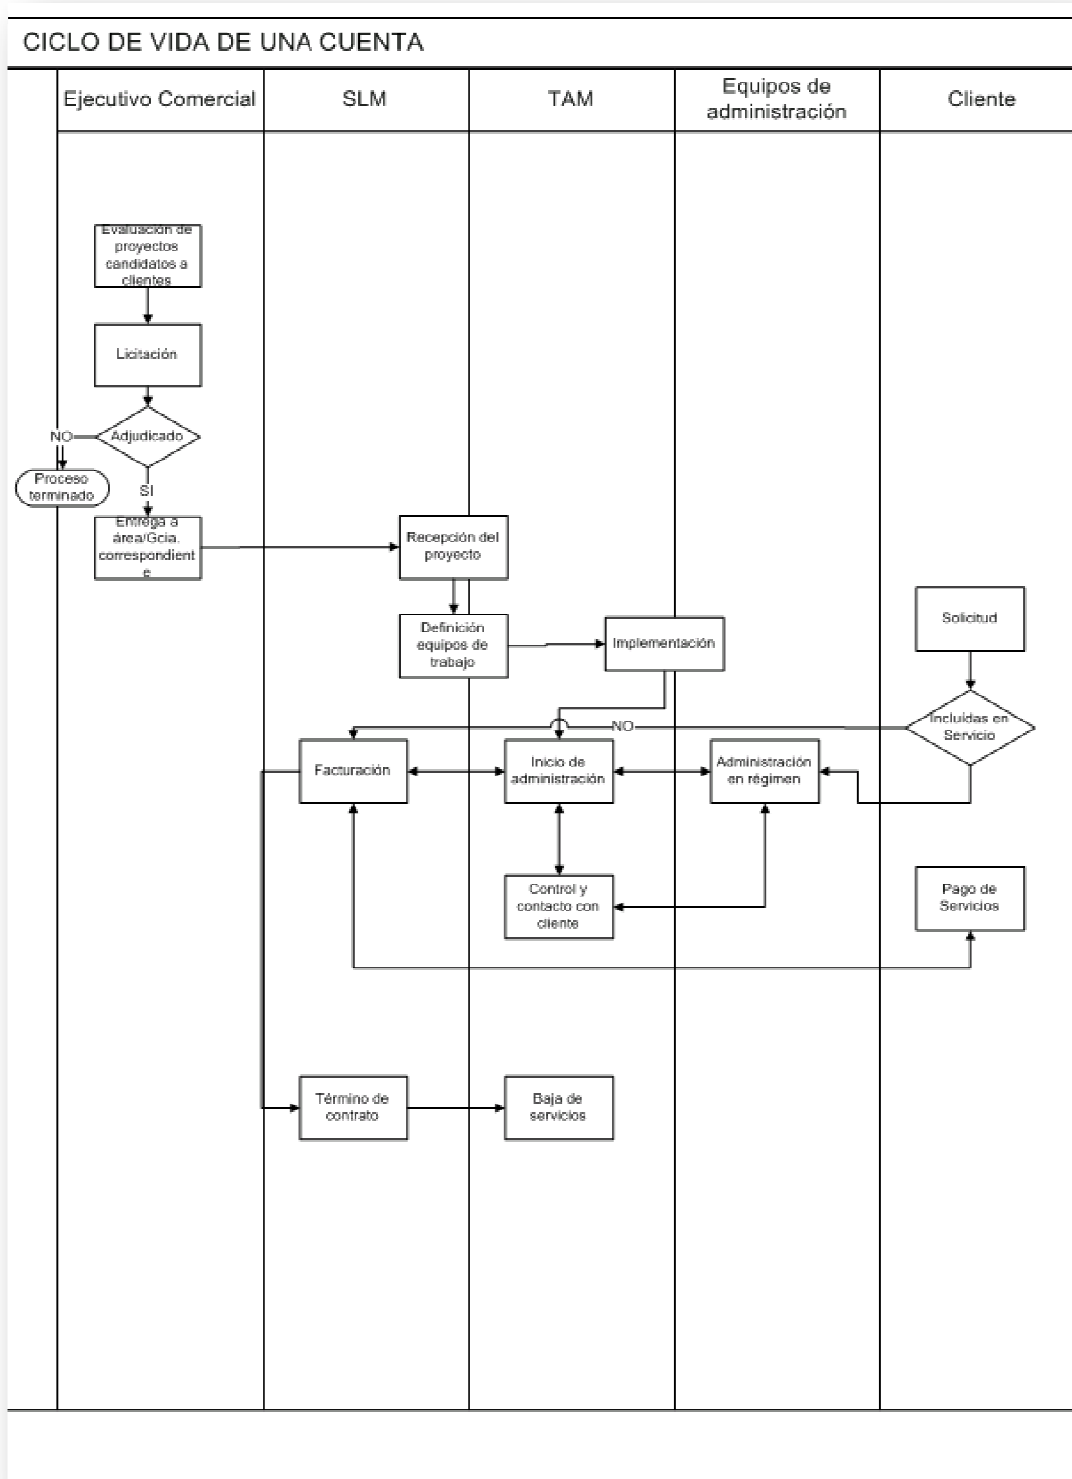 CICLO DE VIDA DE UNA CUENTA
Ejecutivo Comercial
SLM
TAM
Equipos de
administración
Cliente
Evaluación de
proyectos
candidatos a
clientes
Licitación
Adjudicado
NO
Proceso
terminado
SI
Entrega a
área/Gcia.
correspondient
e
Recepción del
proyecto
Definición
equipos de
trabajo
Implementación
Solicitud
Incluidas en
Servicio
NO
Facturación
Inicio de
administración
Administración
en régimen
Control y
contacto con
cliente
Pago de
Servicios
Término de
contrato
Baja de
servicios